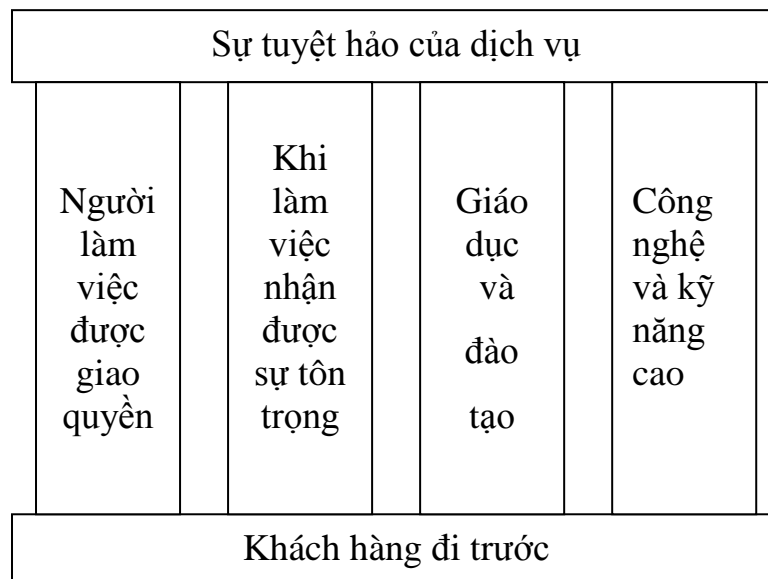 Sự tuyệt hảo của dịch vụ
Người
làm
việc
được
giao
quyền
Khi
làm
việc
nhận
được
sự tôn
trọng
Giáo
dục
và
đào
tạo
Công
nghệ
và kỹ
năng
cao
Khách hàng đi trước